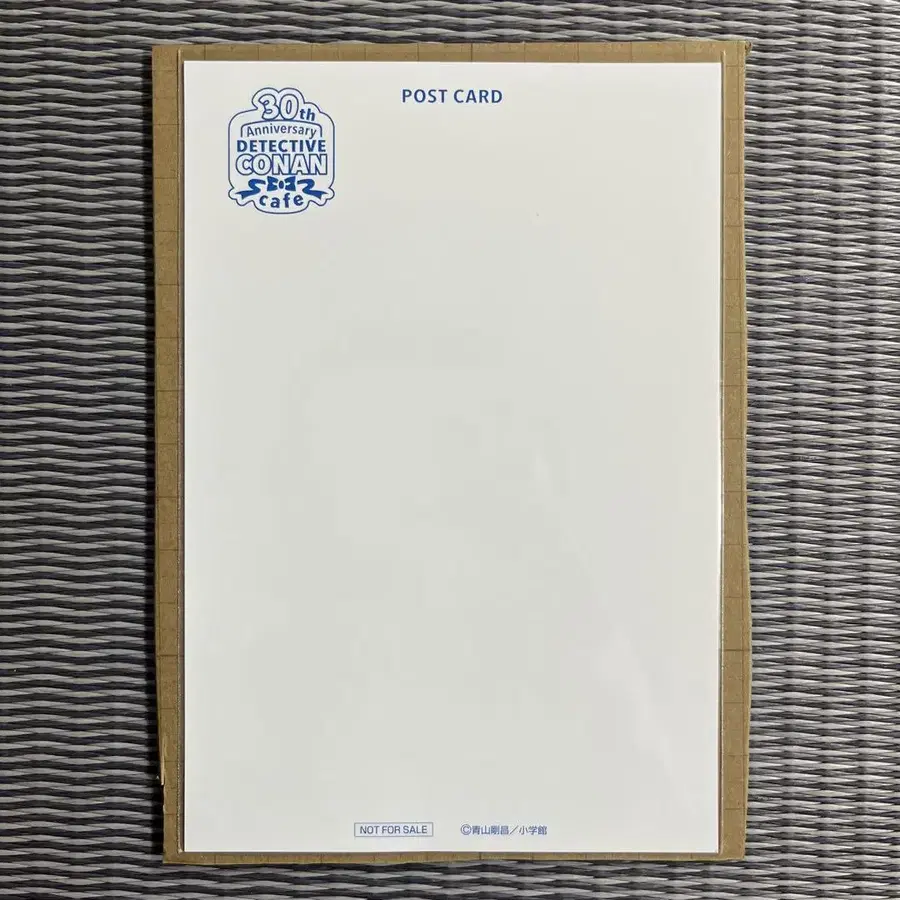 POST CARD
30th
Anniversary
DETECTIVE
CONAN
cafe
NOT FOR SALE
©青山剛昌／小学館